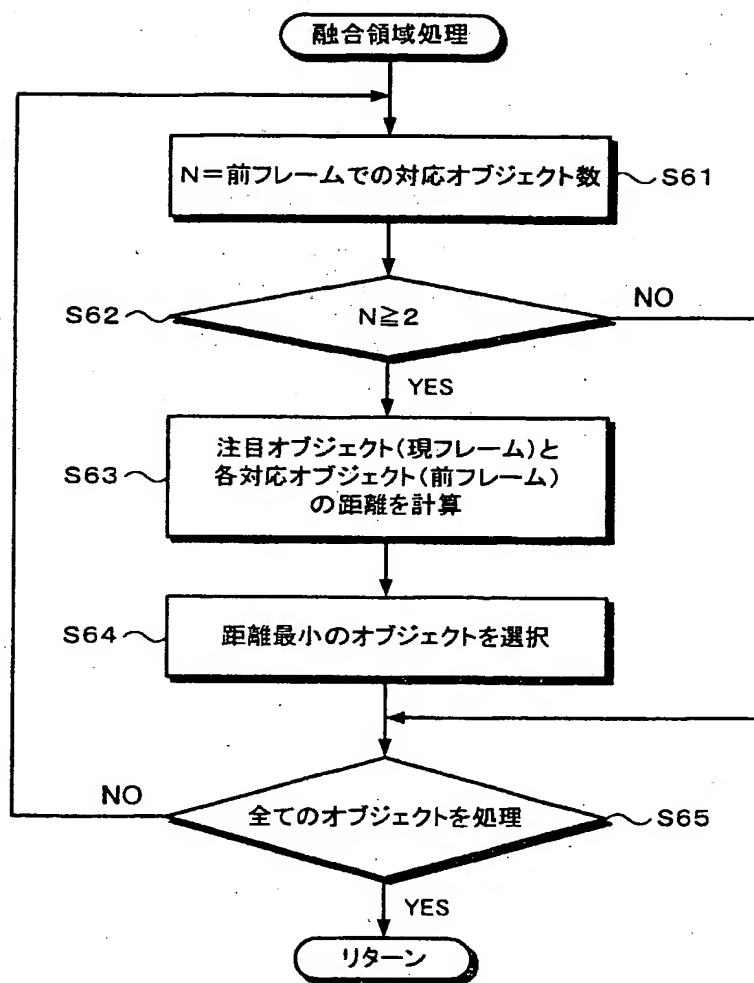 融合領域処理
N=前フレームでの対応オブジェクト数
S61
S62
N≧2
NO
YES
S63
注目オブジェクト(現フレーム)と
各対応オブジェクト(前フレーム)
の距離を計算
S64
距離最小のオブジェクトを選択
NO
全てのオブジェクトを処理
S65
YES
リターン